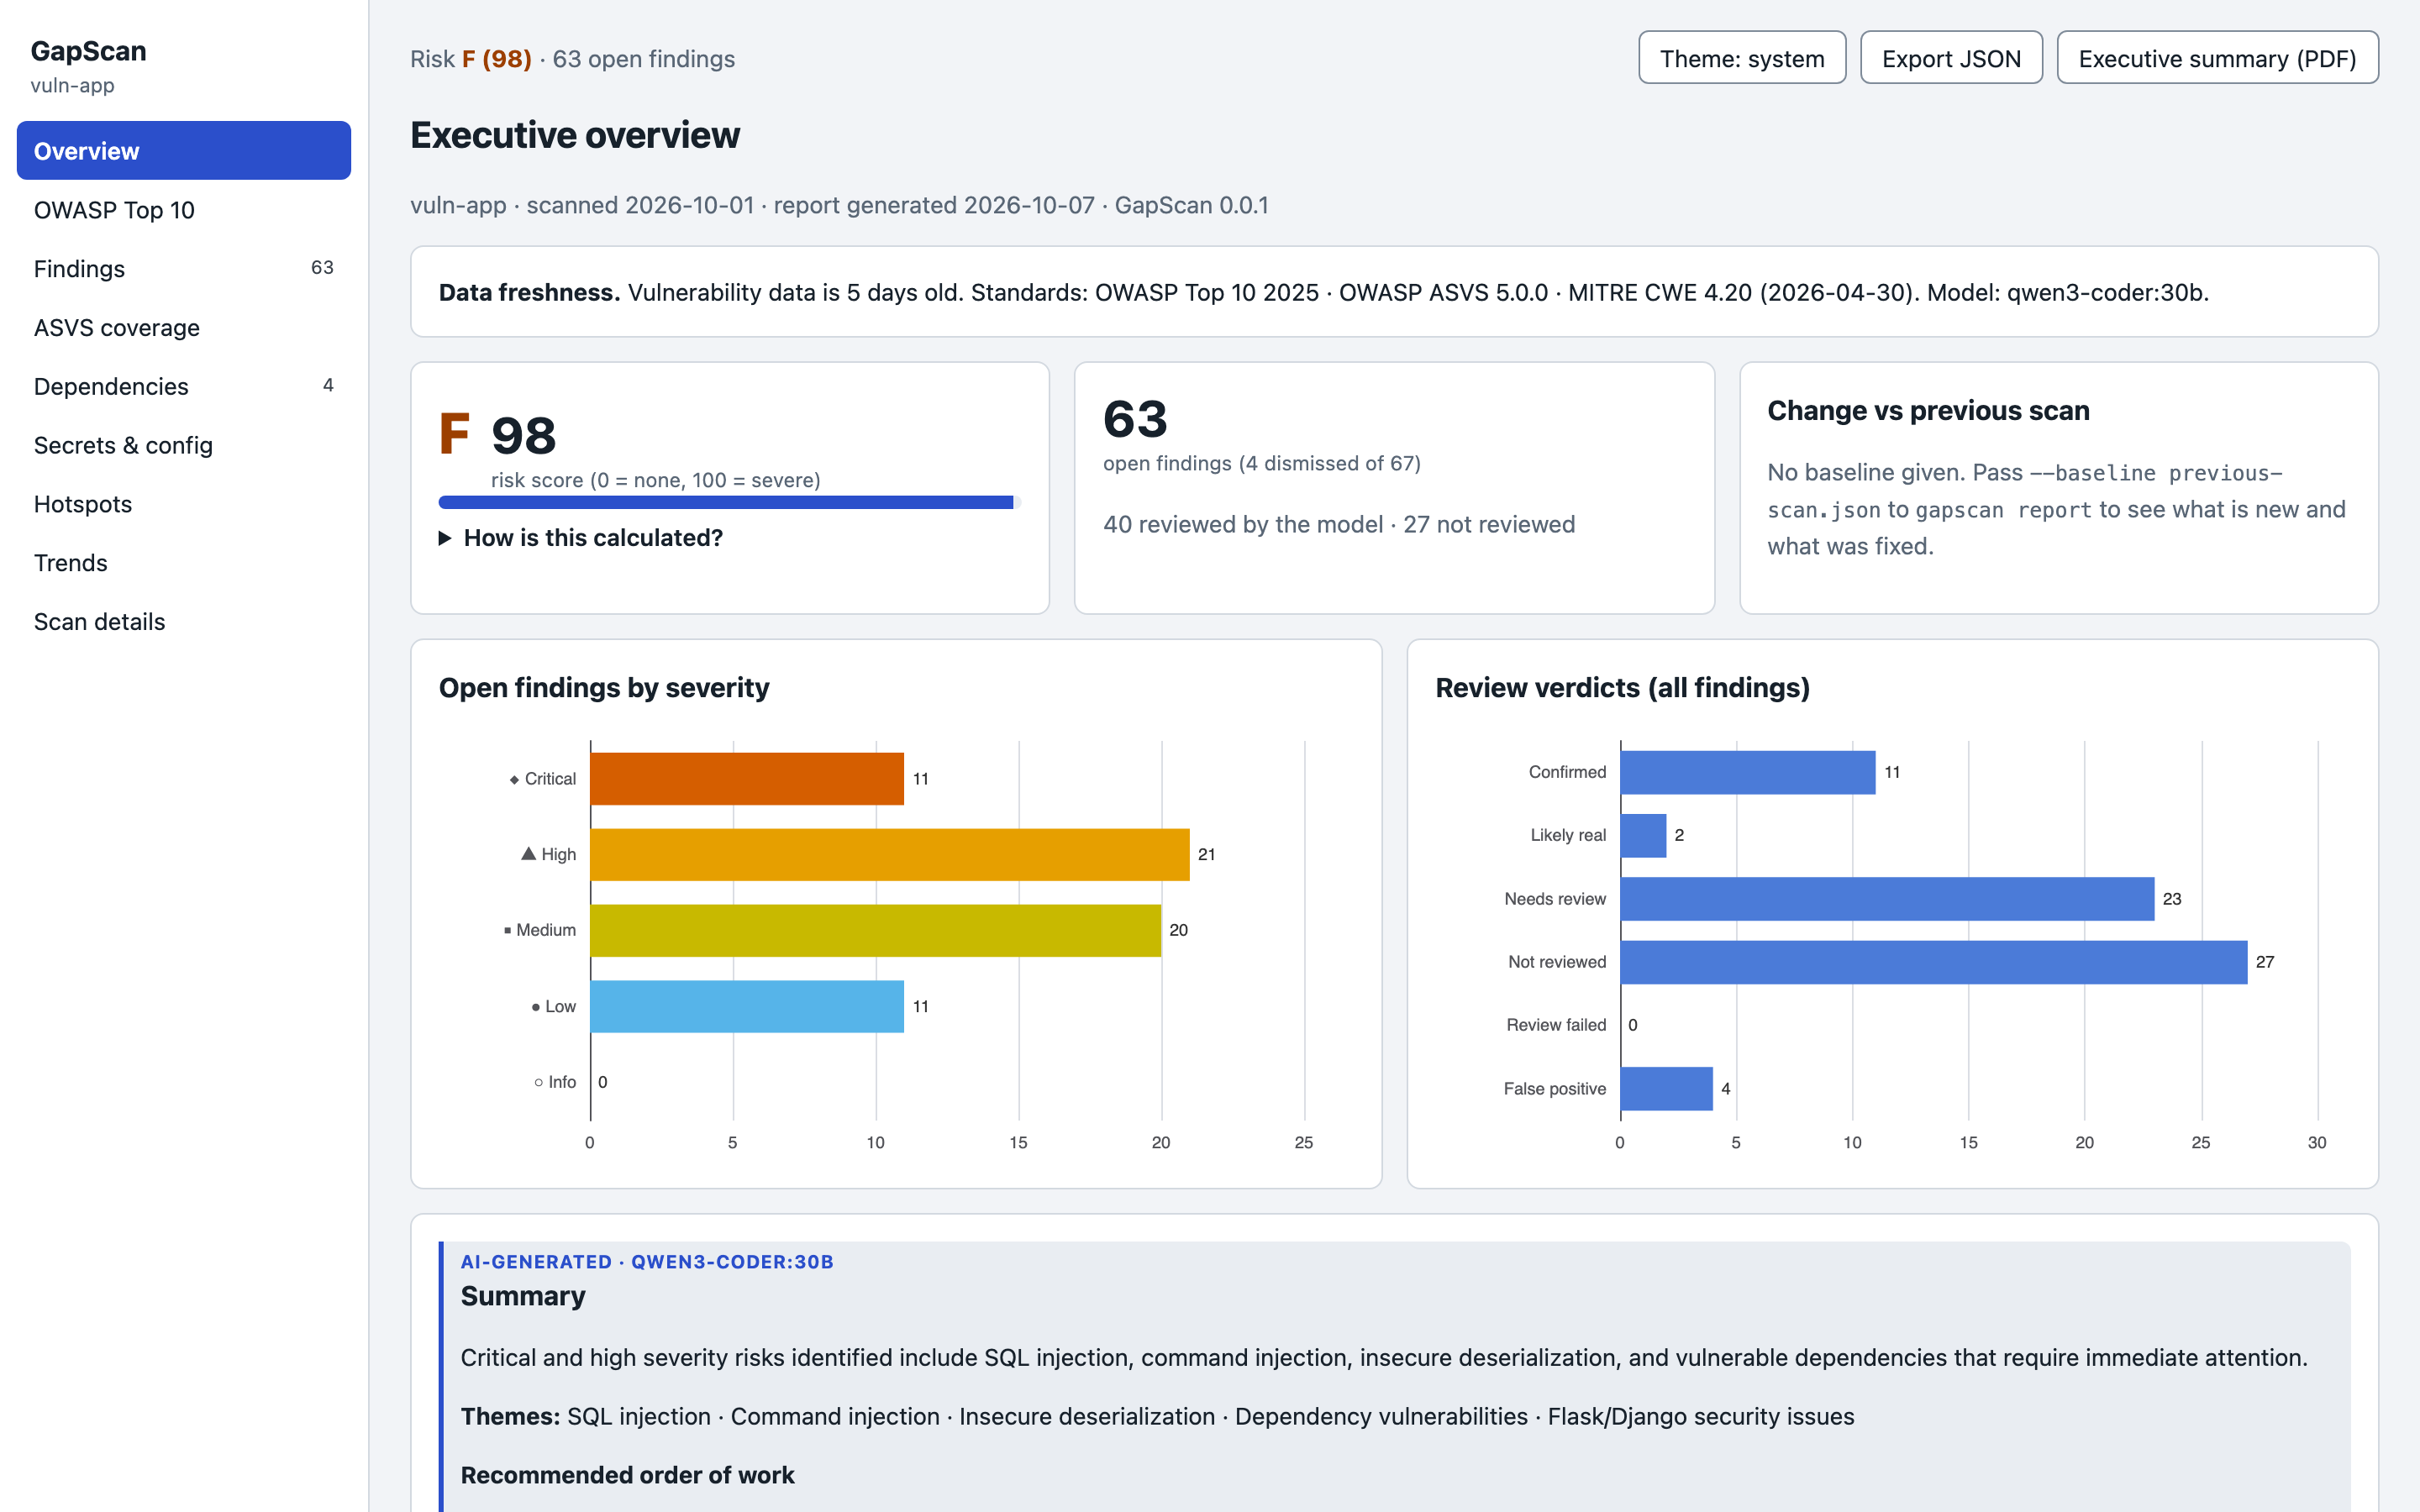 GapScan
vuln-app
Overview
OWASP Top 10
Findings 63
ASVS coverage
Dependencies 4
Secrets & config
Hotspots
Trends
Scan details
Risk F (98) · 63 open findings
Theme: system
Export JSON
Executive summary (PDF)
Executive overview
vuln-app · scanned 2026-10-01 · report generated 2026-10-07 · GapScan 0.0.1
Data freshness. Vulnerability data is 5 days old. Standards: OWASP Top 10 2025 · OWASP ASVS 5.0.0 · MITRE CWE 4.20 (2026-04-30). Model: qwen3-coder:30b.
F 98
risk score (0 = none, 100 = severe)
▶ How is this calculated?
63
open findings (4 dismissed of 67)
40 reviewed by the model · 27 not reviewed
Change vs previous scan
No baseline given. Pass --baseline previous-
scan.json to gapscan report to see what is new and
what was fixed.
Open findings by severity
◆ Critical 11
▲ High 21
■ Medium 20
● Low 11
○ Info 0
0 5 10 15 20 25
Review verdicts (all findings)
Confirmed 11
Likely real 2
Needs review 23
Not reviewed 27
Review failed 0
False positive 4
0 5 10 15 20 25 30
AI-GENERATED · QWEN3-CODER:30B
Summary
Critical and high severity risks identified include SQL injection, command injection, insecure deserialization, and vulnerable dependencies that require immediate attention.
Themes: SQL injection · Command injection · Insecure deserialization · Dependency vulnerabilities · Flask/Django security issues
Recommended order of work